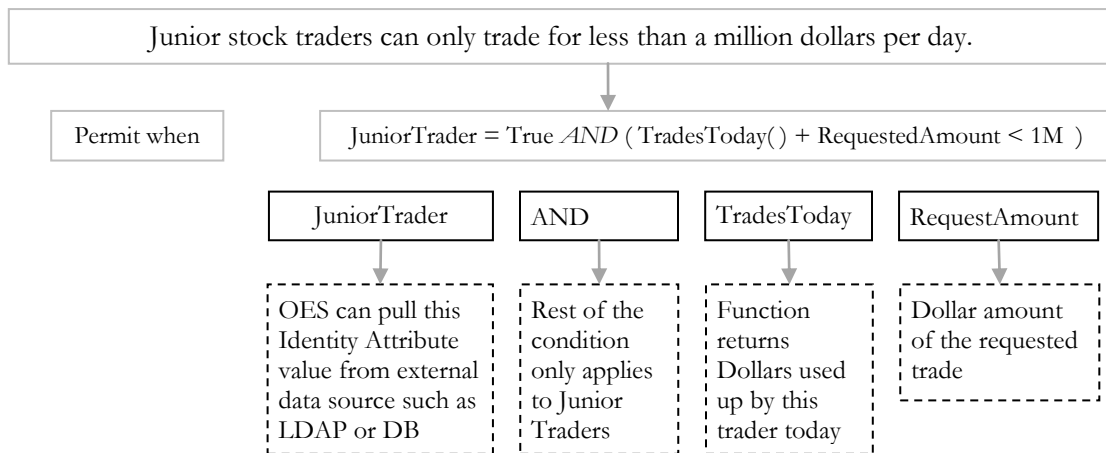 Junior stock traders can only trade for less than a million dollars per day.
Permit when
JuniorTrader = True AND ( TradesToday( ) + RequestedAmount < 1M )
JuniorTrader
AND
TradesToday
RequestAmount
OES can pull this
Identity Attribute
value from external
data source such as
LDAP or DB
Rest of the
condition
only applies
to Junior
Traders
Function
returns
Dollars used
up by this
trader today
Dollar amount
of the requested
trade